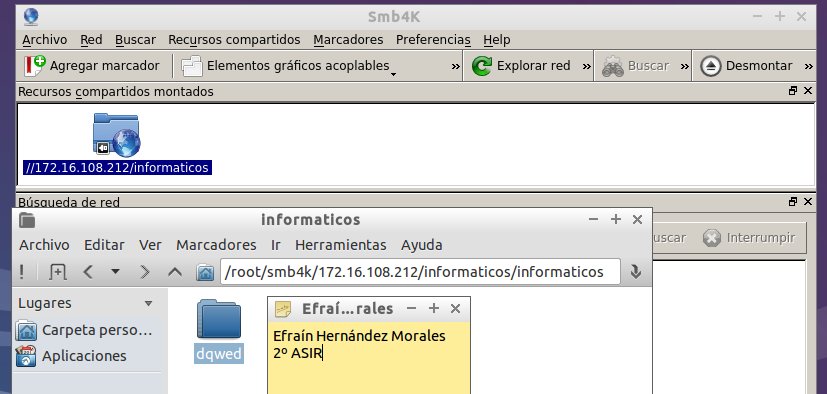 Smb4K
Archivo Red Buscar Recursos compartidos Marcadores Preferencias Help
Agregar marcador Elementos gráficos acoplables » Explorar red » Buscar » Desmontar »
Recursos compartidos montados
//172.16.108.212/informaticos
Búsqueda de red
uscar Interrumpir
informaticos
Archivo Editar Ver Marcadores Ir Herramientas Ayuda
/root/smb4k/172.16.108.212/informaticos/informaticos
Lugares
Carpeta perso...
Aplicaciones
dqwed
Efraí...rales
Efraín Hernández Morales
2º ASIR